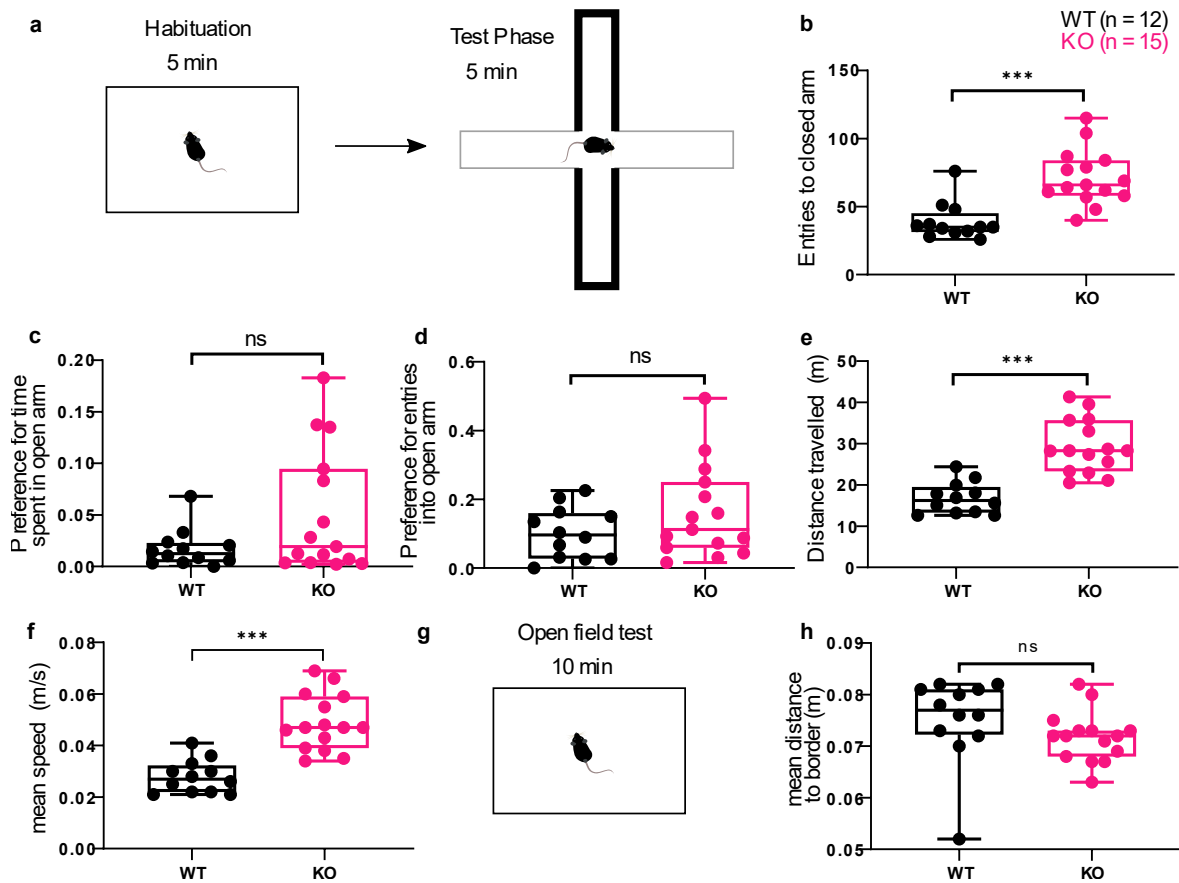 a
Habituation
5 min
Test Phase
5 min
b
WT (n = 12)
KO (n = 15)
Entries to closed arm
150
100
50
0
***
WT
KO
c
Preference for time
spent in open arm
0.20
0.15
0.10
0.05
0.00
ns
WT
KO
d
Preference for entries
into open arm
0.6
0.4
0.2
0.0
ns
WT
KO
e
Distance travelled (m)
50
40
30
20
10
0
***
WT
KO
f
mean speed (m/s)
0.08
0.06
0.04
0.02
0.00
***
WT
KO
g
Open field test
10 min
h
mean distance
to border (m)
0.09
0.08
0.07
0.06
0.05
ns
WT
KO